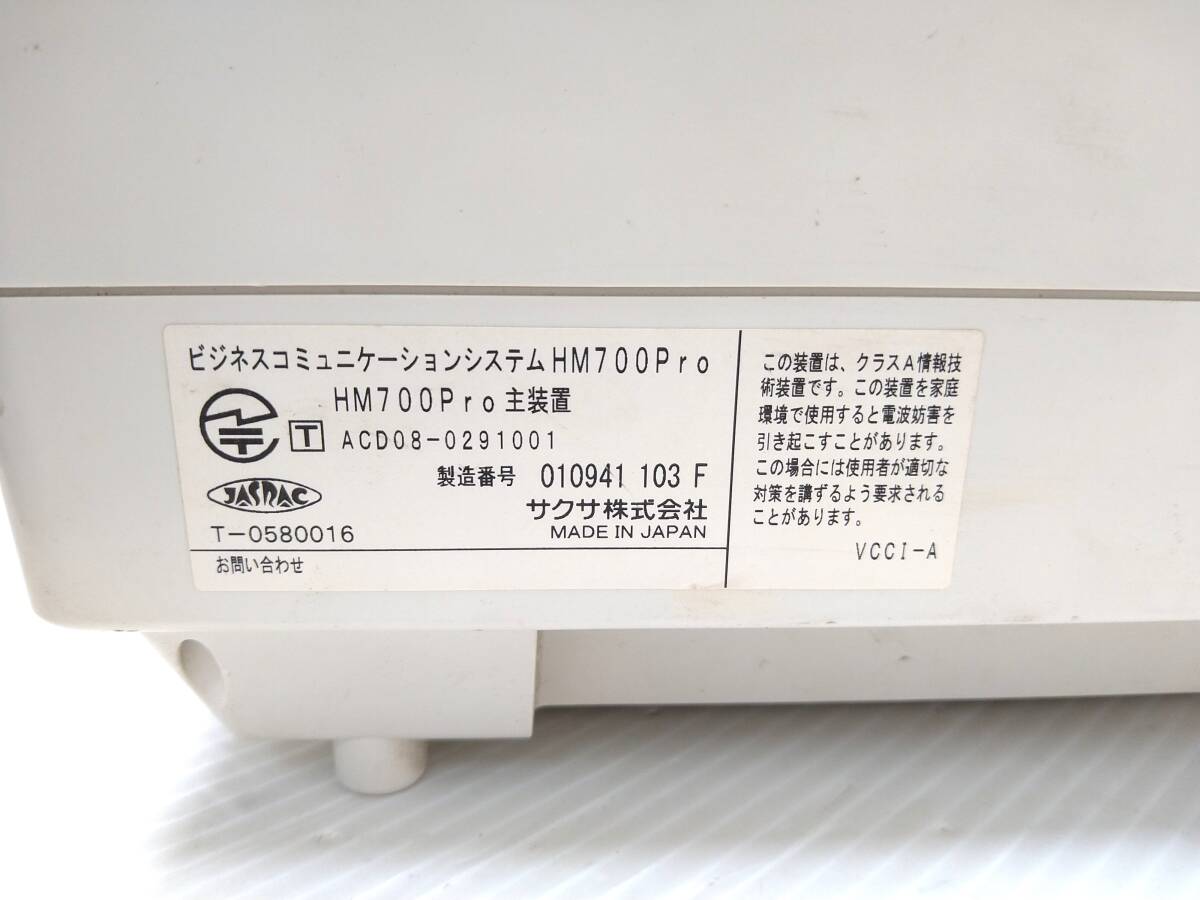 ビジネスコミュニケーションシステムHM700Pro
HM700Pro主装置
T ACD08-0291001
製造番号 010941 103 F
JASRAC
サクサ株式会社
T-0580016
MADE IN JAPAN
お問い合わせ
この装置は、クラスA情報技
術装置です。この装置を家庭
環境で使用すると電波妨害を
引き起こすことがあります。
この場合には使用者が適切な
対策を講ずるよう要求される
ことがあります。
VCCI-A